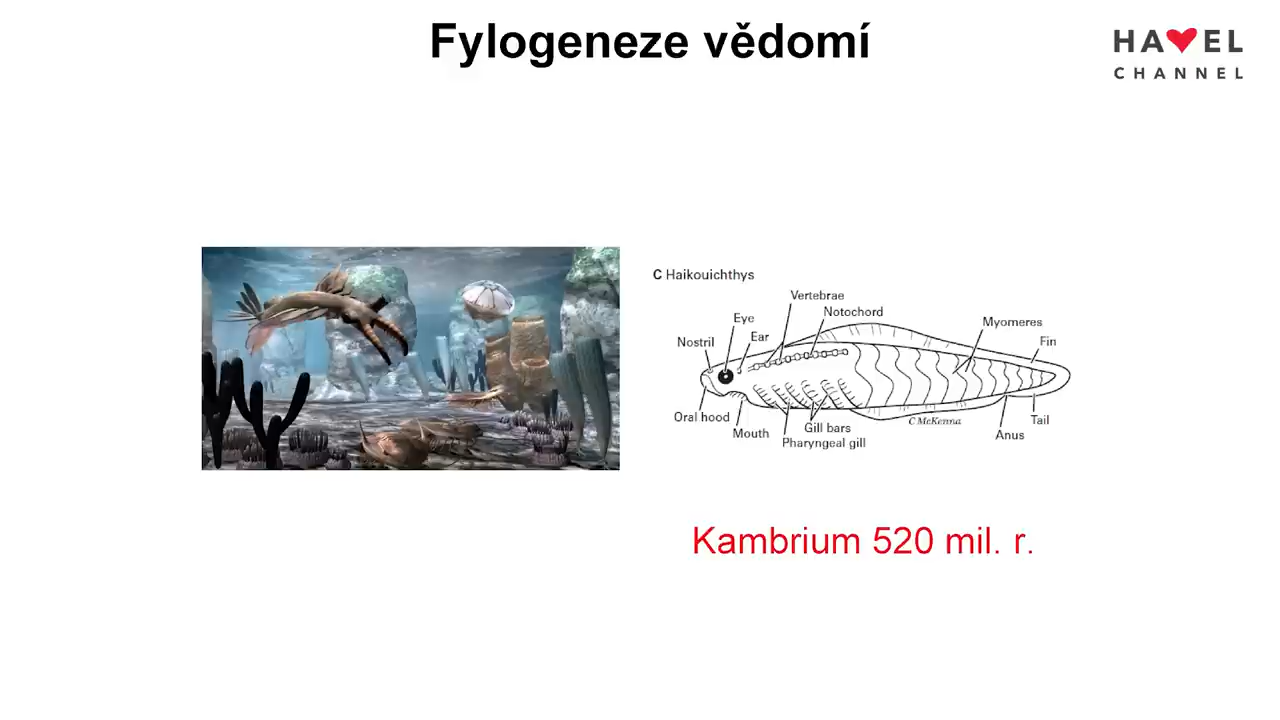 Fylogeneze vědomí
HAVEL
CHANNEL
C Haikouichthys
Vertebrae
Notochord
Eye
Ear
Nostril
Myomeres
Fin
Oral hood
Mouth
Gill bars
Pharyngeal gill
C McKenna
Anus
Tail
Kambrium 520 mil. r.